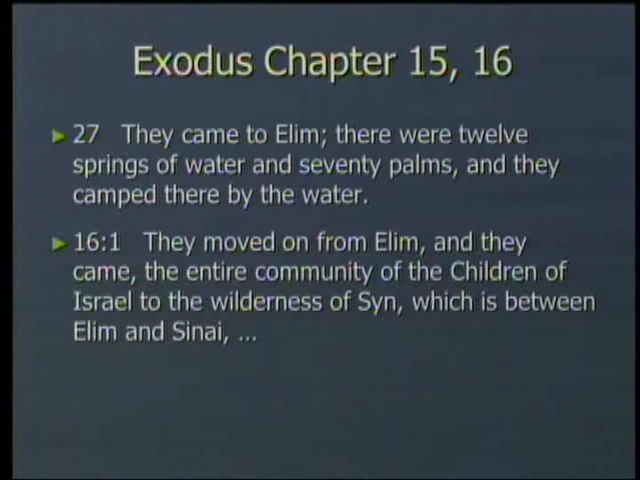 Exodus Chapter 15, 16
27 They came to Elim; there were twelve
springs of water and seventy palms, and they
camped there by the water.
16:1 They moved on from Elim, and they
came, the entire community of the Children of
Israel to the wilderness of Syn, which is between
Elim and Sinai, ...